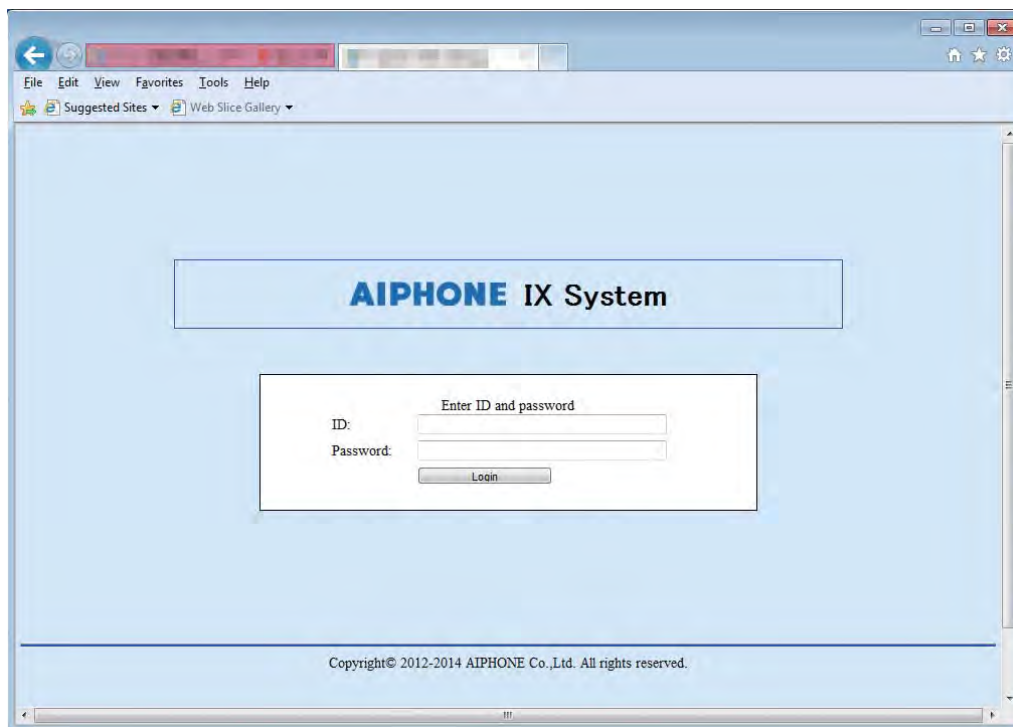 File Edit View Favorites Tools Help
Suggested Sites Web Slice Gallery
AIPHONE IX System
Enter ID and password
ID:
Password:
Login
Copyright© 2012-2014 AIPHONE Co.,Ltd. All rights reserved.